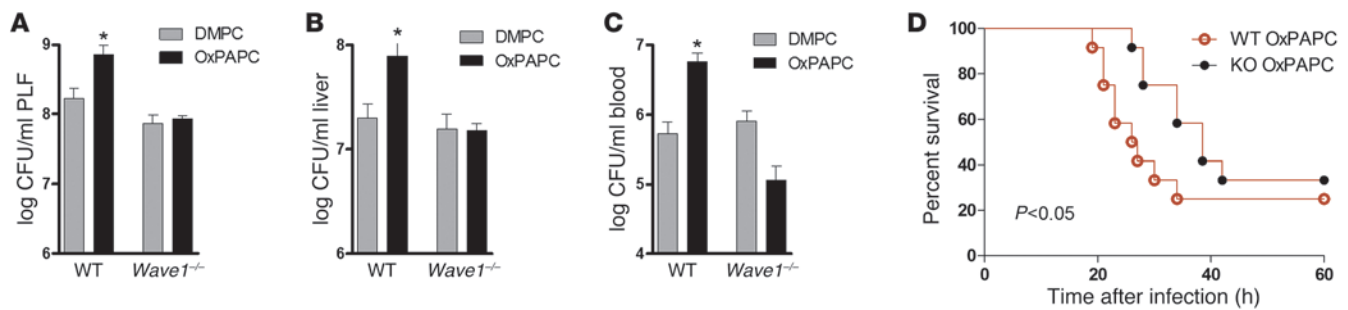 A
log CFU/ml PLF
9
8
7
6
*
DMPC
OxPAPC
WT
Wave1–/–
B
log CFU/ml liver
8
7
6
*
DMPC
OxPAPC
WT
Wave1–/–
C
log CFU/ml blood
7
6
5
4
*
DMPC
OxPAPC
WT
Wave1–/–
D
Percent survival
100
80
60
40
20
0
WT OxPAPC
KO OxPAPC
P<0.05
0 20 40 60
Time after infection (h)